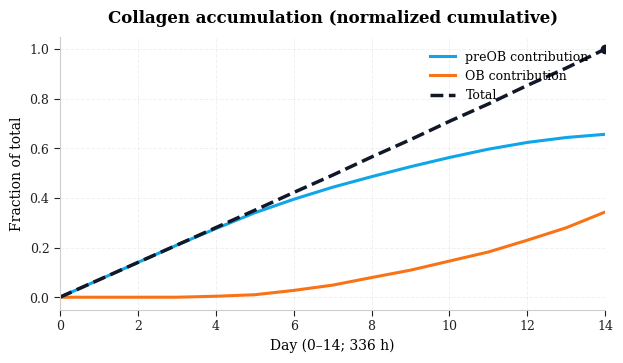 Collagen accumulation (normalized cumulative)
Fraction of total
1.0
0.8
0.6
0.4
0.2
0.0
preOB contribution
OB contribution
Total
0 2 4 6 8 10 12 14
Day (0–14; 336 h)